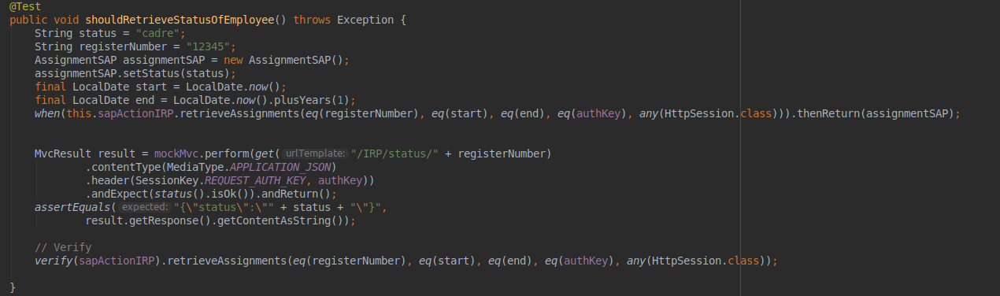 @Test
public void shouldRetrieveStatusOfEmployee() throws Exception {
    String status = "cadre";
    String registerNumber = "12345";
    AssignmentSAP assignmentSAP = new AssignmentSAP();
    assignmentSAP.setStatus(status);
    final LocalDate start = LocalDate.now();
    final LocalDate end = LocalDate.now().plusYears(1);
    when(this.sapActionIRP.retrieveAssignments(eq(registerNumber), eq(start), eq(end), eq(authKey), any(HttpSession.class))).thenReturn(assignmentSAP);
    MvcResult result = mockMvc.perform(get( urlTemplate: "/IRP/status/" + registerNumber)
            .contentType(MediaType.APPLICATION_JSON)
            .header(SessionKey.REQUEST_AUTH_KEY, authKey))
            .andExpect(status().isOk()).andReturn();
    assertEquals( expected: "{\"status\":\"" + status + "\"}",
            result.getResponse().getContentAsString());
    // Verify
    verify(sapActionIRP).retrieveAssignments(eq(registerNumber), eq(start), eq(end), eq(authKey), any(HttpSession.class));
}